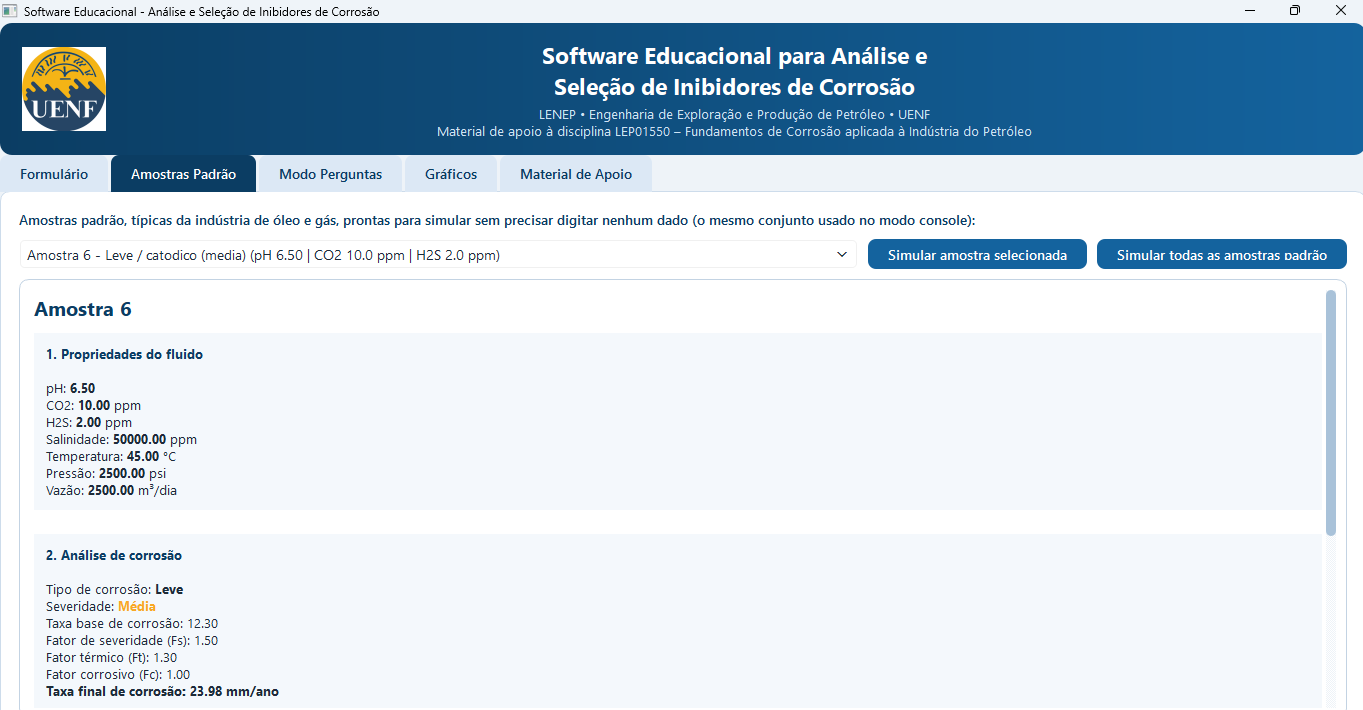 Software Educacional - Análise e Seleção de Inibidores de Corrosão
UENF
Software Educacional para Análise e
Seleção de Inibidores de Corrosão
LENEP • Engenharia de Exploração e Produção de Petróleo • UENF
Material de apoio à disciplina LEP01550 – Fundamentos de Corrosão aplicada à Indústria do Petróleo
Formulário
Amostras Padrão
Modo Perguntas
Gráficos
Material de Apoio
Amostras padrão, típicas da indústria de óleo e gás, prontas para simular sem precisar digitar nenhum dado (o mesmo conjunto usado no modo console):
Amostra 6 - Leve / catodico (media) (pH 6.50 | CO2 10.0 ppm | H2S 2.0 ppm)
Simular amostra selecionada
Simular todas as amostras padrão
Amostra 6
1. Propriedades do fluido
pH: 6.50
CO2: 10.00 ppm
H2S: 2.00 ppm
Salinidade: 50000.00 ppm
Temperatura: 45.00 °C
Pressão: 2500.00 psi
Vazão: 2500.00 m³/dia
2. Análise de corrosão
Tipo de corrosão: Leve
Severidade: Média
Taxa base de corrosão: 12.30
Fator de severidade (Fs): 1.50
Fator térmico (Ft): 1.30
Fator corrosivo (Fc): 1.00
Taxa final de corrosão: 23.98 mm/ano